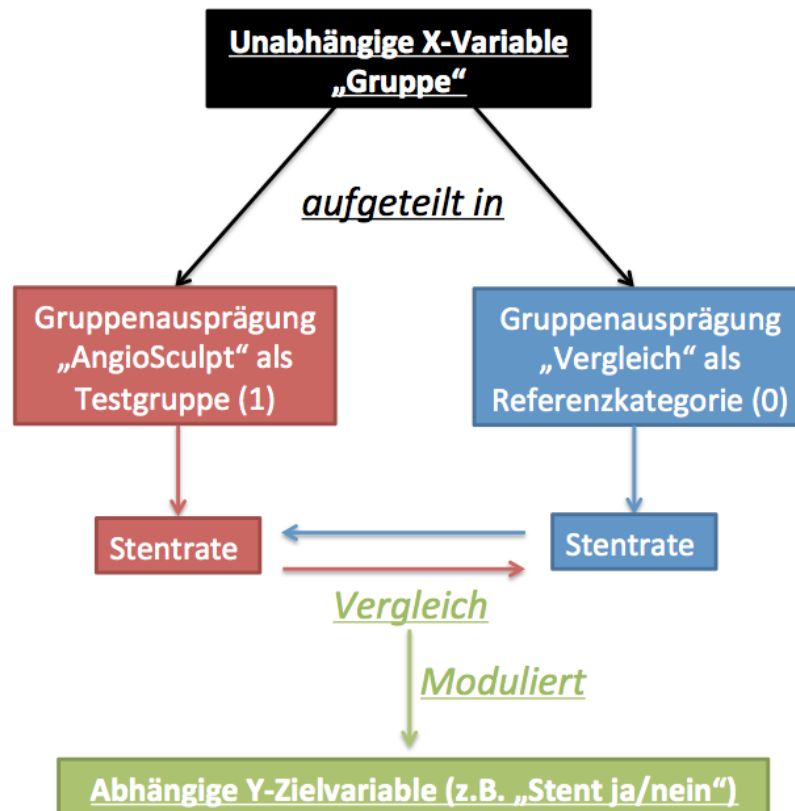 Unabhängige X-Variable
„Gruppe“
aufgeteilt in
Gruppenausprägung
„AngioSculpt“ als
Testgruppe (1)
Gruppenausprägung
„Vergleich“ als
Referenzkategorie (0)
Stentrate
Stentrate
Vergleich
Moduliert
Abhängige Y-Zielvariable (z.B. „Stent ja/nein“)